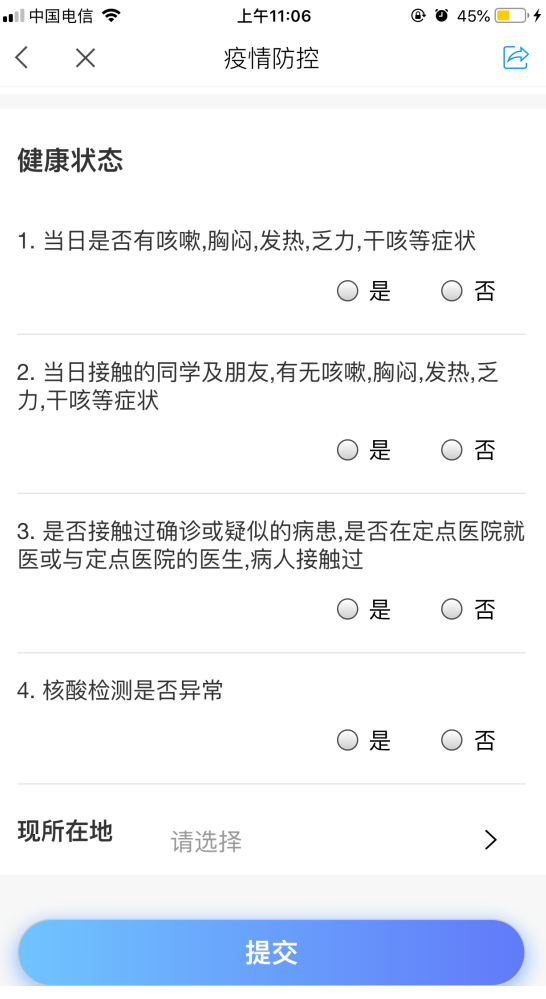 中国电信 上午11:06 45%
疫情防控
健康状态
1. 当日是否有咳嗽,胸闷,发热,乏力,干咳等症状
是 否
2. 当日接触的同学及朋友,有无咳嗽,胸闷,发热,乏
力,干咳等症状
是 否
3. 是否接触过确诊或疑似的病患,是否在定点医院就
医或与定点医院的医生,病人接触过
是 否
4. 核酸检测是否异常
是 否
现所在地 请选择
提交